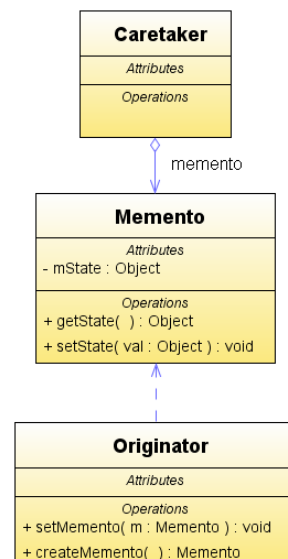 Caretaker
Attributes
Operations
memento
Memento
Attributes
- mState : Object
Operations
+ getState( ) : Object
+ setState( val : Object ) : void
Originator
Attributes
Operations
+ setMemento( m : Memento ) : void
+ createMemento( ) : Memento